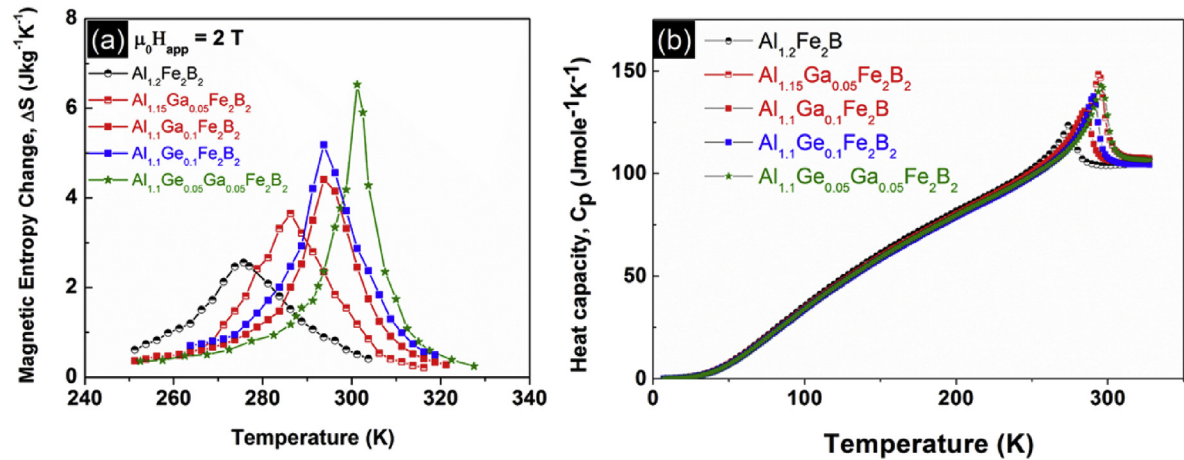 (a) μ₀Hₐₚₚ = 2 T
Al₁.₂Fe₂B₂
Al₁.₁₅Ga₀.₀₅Fe₂B₂
Al₁.₁Ga₀.₁Fe₂B₂
Al₁.₁Ge₀.₁Fe₂B₂
Al₁.₁Ge₀.₀₅Ga₀.₀₅Fe₂B₂
Magnetic Entropy Change, ΔS (Jkg⁻¹K⁻¹)
8
6
4
2
0
240 260 280 300 320 340
Temperature (K)
(b)
Al₁.₂Fe₂B
Al₁.₁₅Ga₀.₀₅Fe₂B₂
Al₁.₁Ga₀.₁Fe₂B
Al₁.₁Ge₀.₁Fe₂B₂
Al₁.₁Ge₀.₀₅Ga₀.₀₅Fe₂B₂
Heat capacity, Cₚ (Jmole⁻¹K⁻¹)
150
100
50
0
100 200 300
Temperature (K)